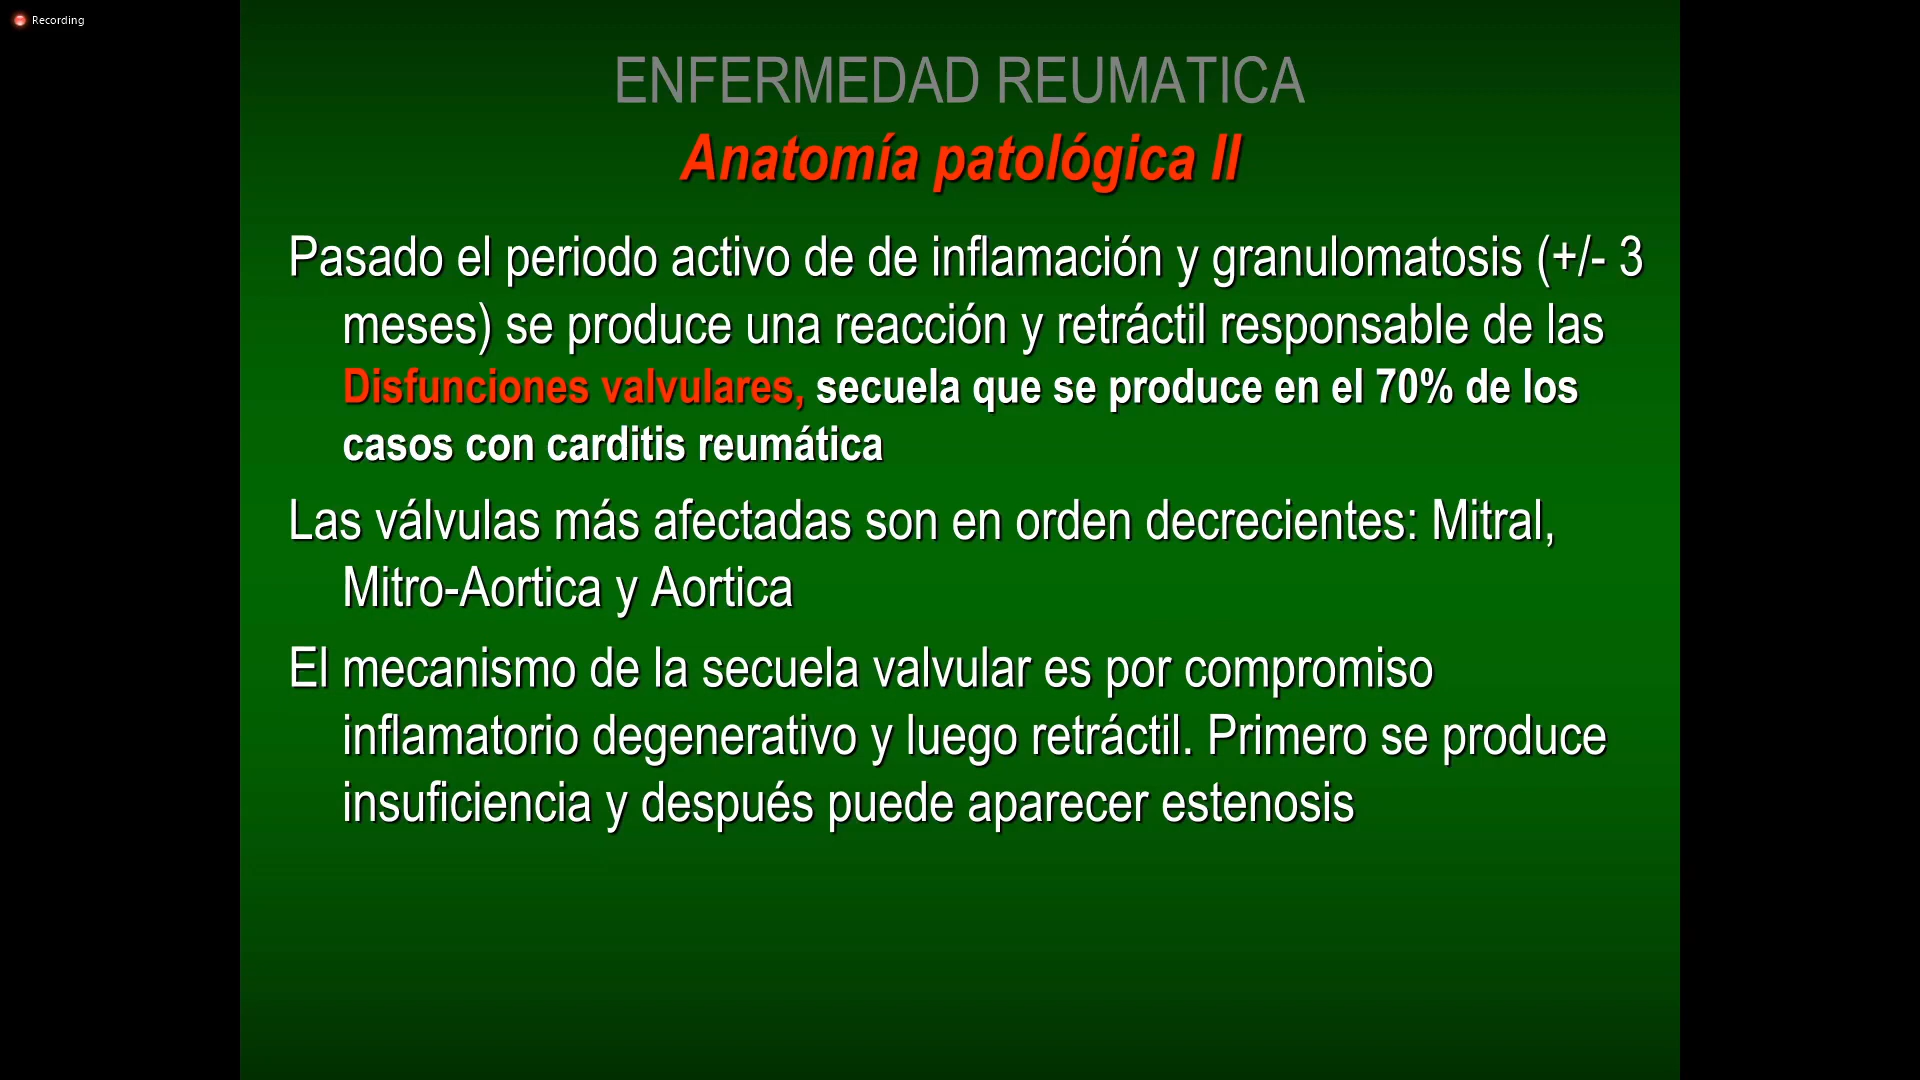 Recording
ENFERMEDAD REUMATICA
Anatomía patológica II
Pasado el periodo activo de de inflamación y granulomatosis (+/- 3
meses) se produce una reacción y retráctil responsable de las
Disfunciones valvulares, secuela que se produce en el 70% de los
casos con carditis reumática
Las válvulas más afectadas son en orden decrecientes: Mitral,
Mitro-Aortica y Aortica
El mecanismo de la secuela valvular es por compromiso
inflamatorio degenerativo y luego retráctil. Primero se produce
insuficiencia y después puede aparecer estenosis